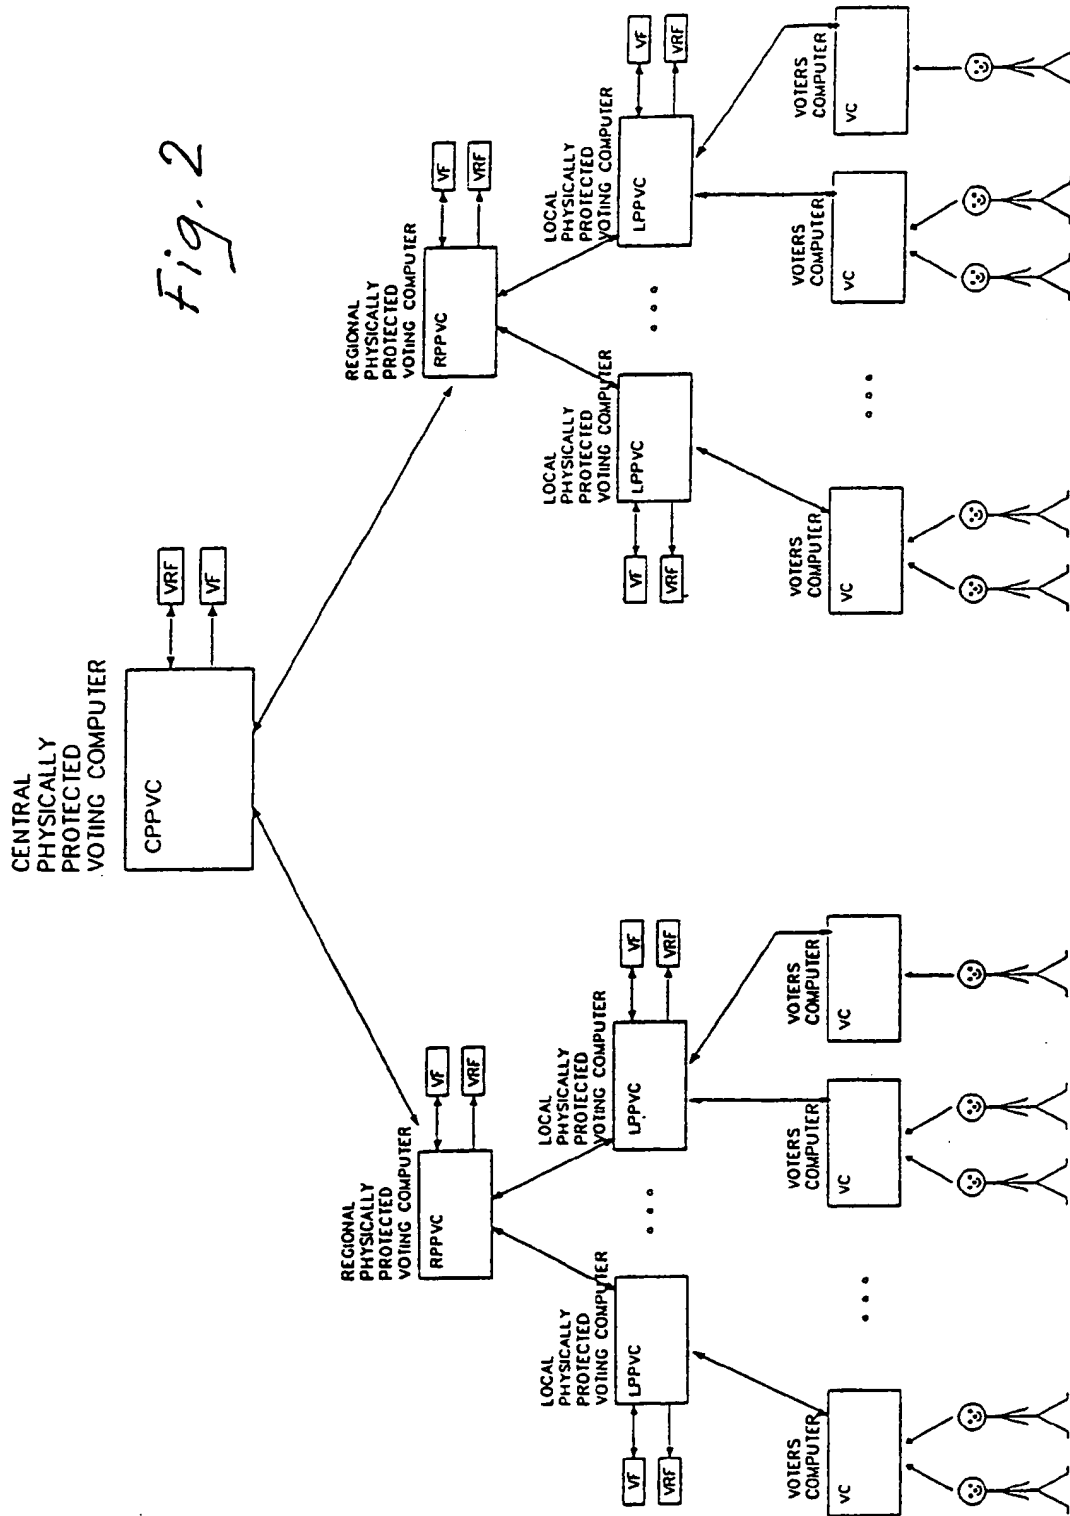 Fig. 2
CENTRAL
PHYSICALLY
PROTECTED
VOTING COMPUTER
CPPVC
VRF
VF
REGIONAL
PHYSICALLY
PROTECTED
VOTING COMPUTER
RPPVC
VF
VRF
REGIONAL
PHYSICALLY
PROTECTED
VOTING COMPUTER
RPPVC
VF
VRF
LOCAL
PHYSICALLY
PROTECTED
VOTING COMPUTER
LPPVC
VF
VRF
LOCAL
PHYSICALLY
PROTECTED
VOTING COMPUTER
LPPVC
VF
VRF
LOCAL
PHYSICALLY
PROTECTED
VOTING COMPUTER
LPPVC
VF
VRF
LOCAL
PHYSICALLY
PROTECTED
VOTING COMPUTER
LPPVC
VF
VRF
VOTERS
COMPUTER
VC
VOTERS
COMPUTER
VC
VOTERS
COMPUTER
VC
VOTERS
COMPUTER
VC
VOTERS
COMPUTER
VC
VOTERS
COMPUTER
VC